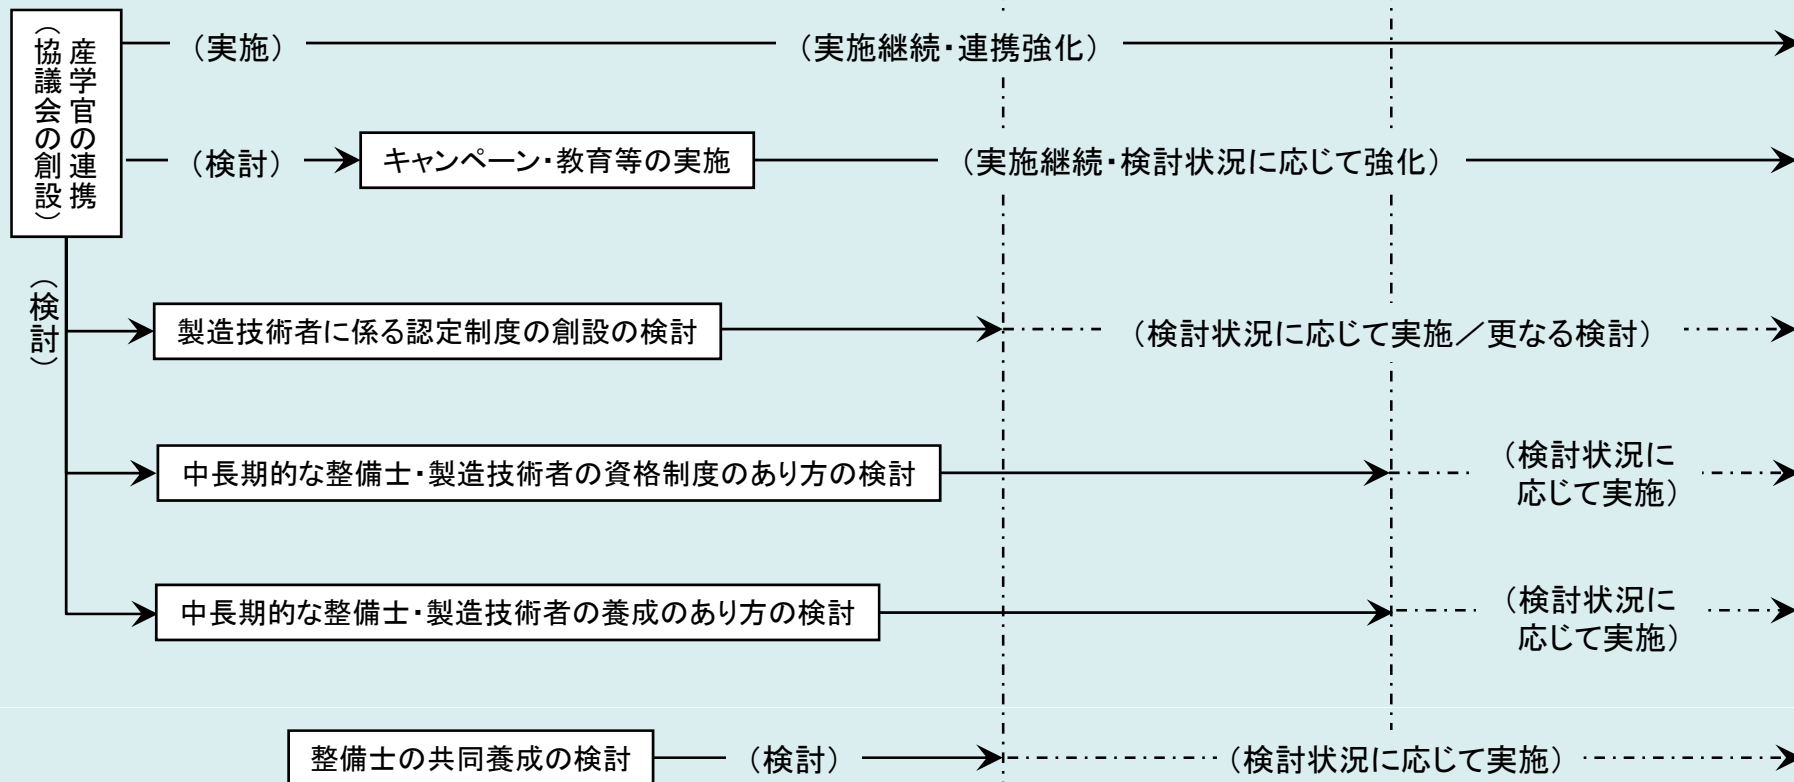 産学官の連携
（協議会の創設）
（実施）
（実施継続・連携強化）
（検討）
キャンペーン・教育等の実施
（実施継続・検討状況に応じて強化）
（検討）
製造技術者に係る認定制度の創設の検討
（検討状況に応じて実施／更なる検討）
中長期的な整備士・製造技術者の資格制度のあり方の検討
（検討状況に
応じて実施）
中長期的な整備士・製造技術者の養成のあり方の検討
（検討状況に
応じて実施）
整備士の共同養成の検討
（検討）
（検討状況に応じて実施）